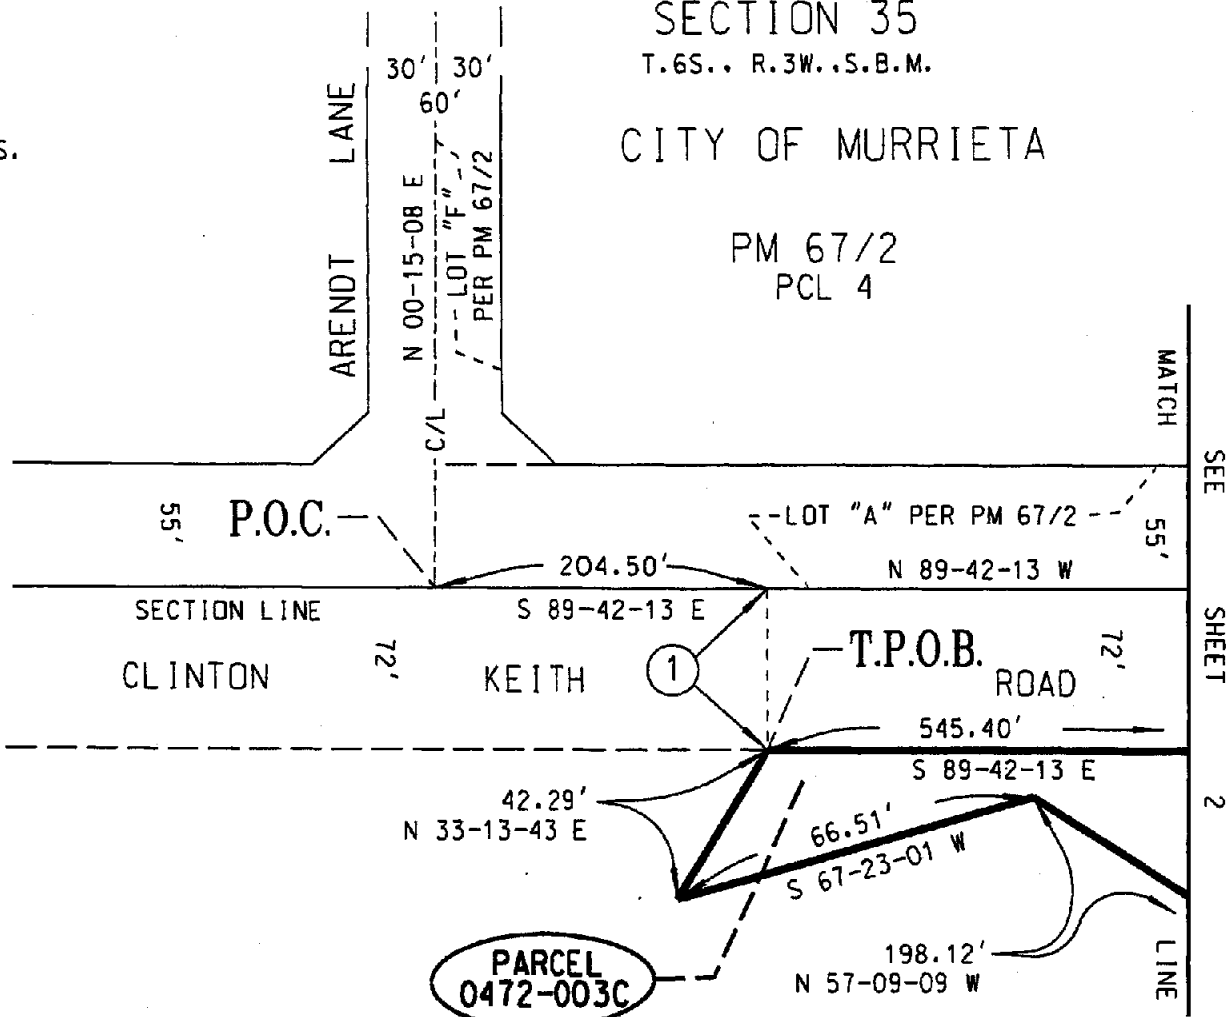 SECTION 35
T.6S., R.3W.,S.B.M.
CITY OF MURRIETA
PM 67/2
PCL 4
S.
30' 30'
60'
ARENDT LANE
N 00-15-08 E
LOT "F"
PER PM 67/2
C/L
MATCH
SEE
SHEET
2
LINE
55'
P.O.C.
LOT "A" PER PM 67/2
55'
204.50'
N 89-42-13 W
SECTION LINE
S 89-42-13 E
72'
CLINTON KEITH ROAD
1
T.P.O.B.
72'
545.40'
S 89-42-13 E
42.29'
N 33-13-43 E
66.51'
S 67-23-01 W
198.12'
N 57-09-09 W
PARCEL
0472-003C